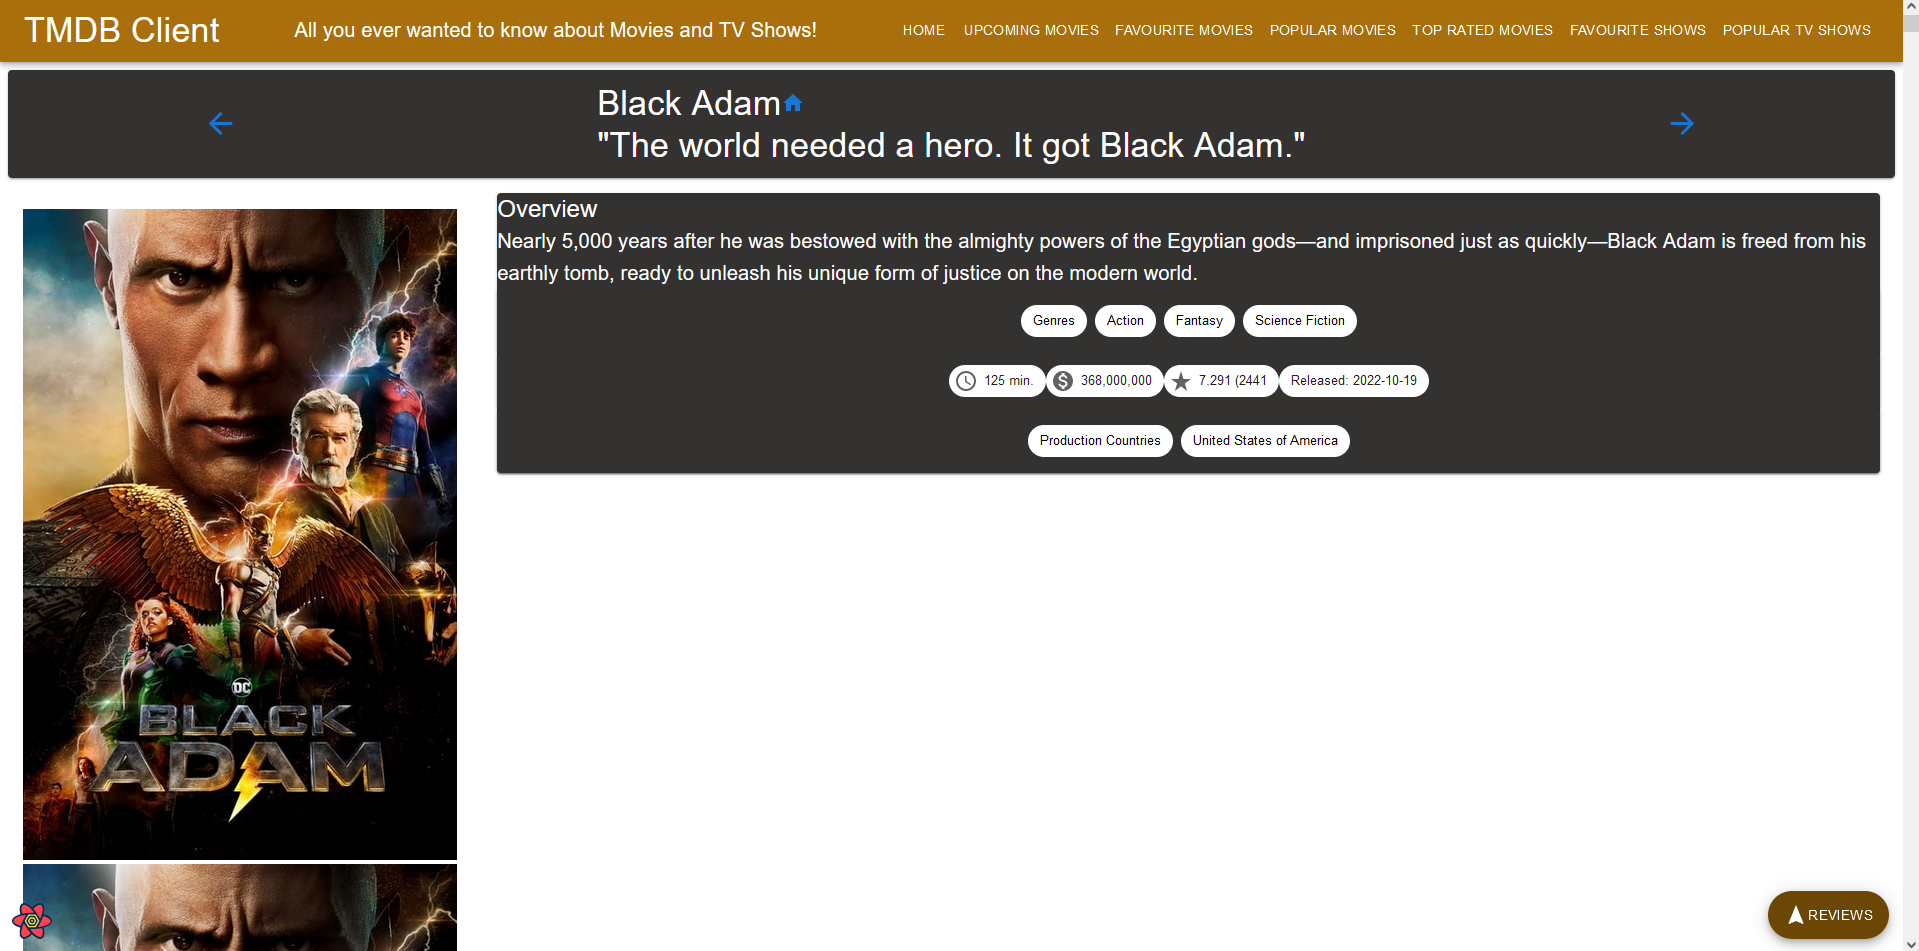 TMDB Client
All you ever wanted to know about Movies and TV Shows!
HOME UPCOMING MOVIES FAVOURITE MOVIES POPULAR MOVIES TOP RATED MOVIES FAVOURITE SHOWS POPULAR TV SHOWS
Black Adam
"The world needed a hero. It got Black Adam."
Overview
Nearly 5,000 years after he was bestowed with the almighty powers of the Egyptian gods—and imprisoned just as quickly—Black Adam is freed from his
earthly tomb, ready to unleash his unique form of justice on the modern world.
Genres Action Fantasy Science Fiction
125 min. 368,000,000 7.291 (2441 Released: 2022-10-19
Production Countries United States of America
DC
BLACK
ADAM
REVIEWS